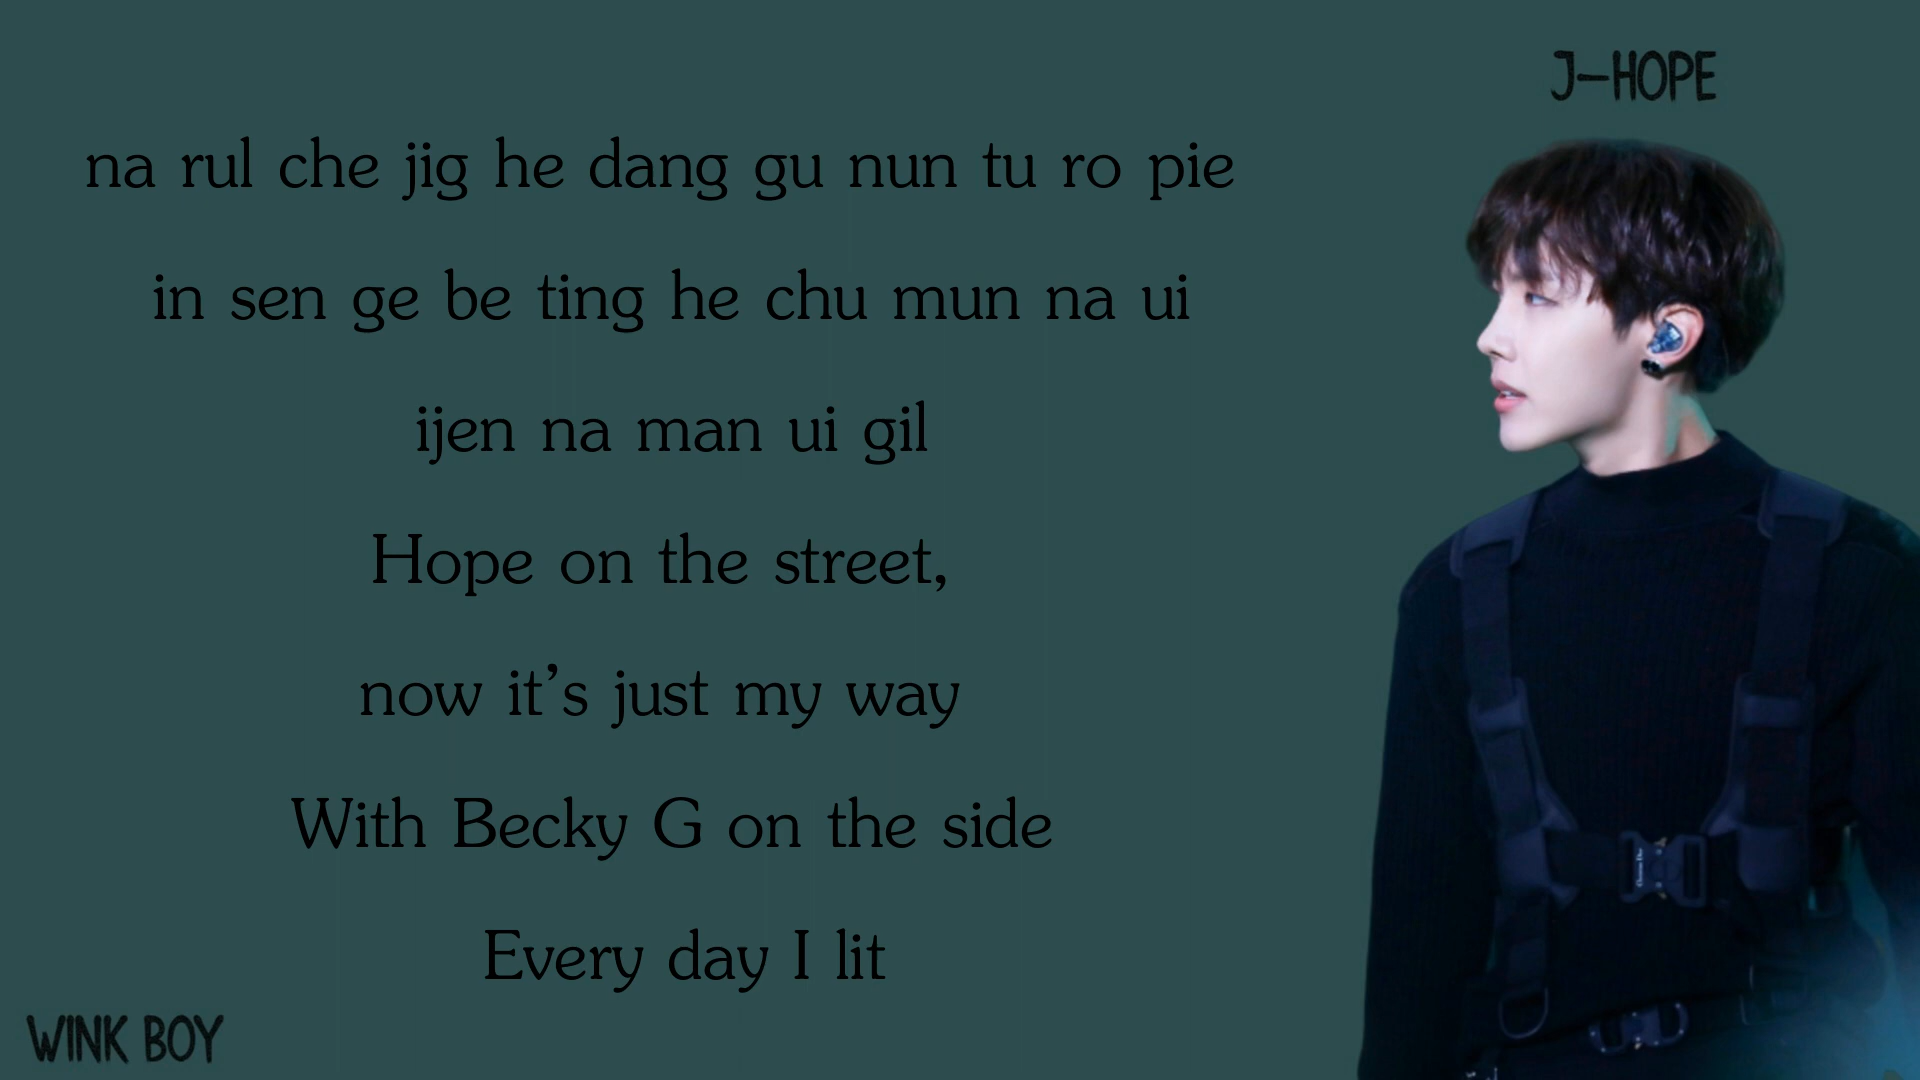 J-HOPE
na rul che jig he dang gu nun tu ro pie
in sen ge be ting he chu mun na ui
ijen na man ui gil
Hope on the street,
now it’s just my way
With Becky G on the side
Every day I lit
WINK BOY